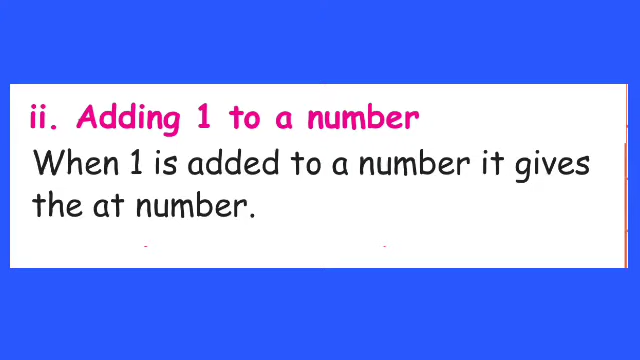 ii. Adding 1 to a number
When 1 is added to a number it gives
the at number.